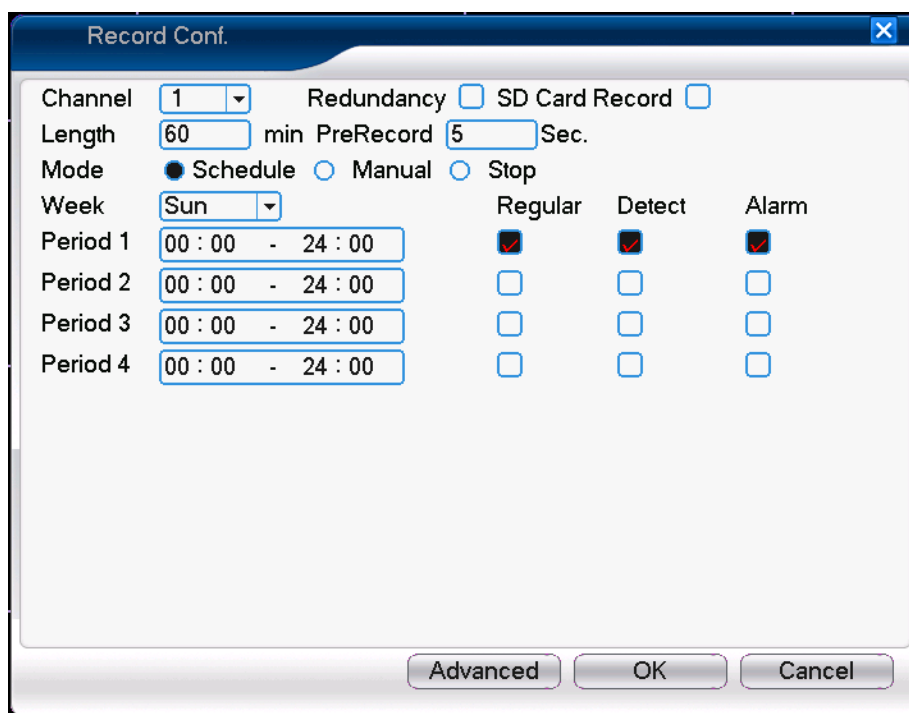 Record Conf.
Channel 1 Redundancy SD Card Record
Length 60 min PreRecord 5 Sec.
Mode Schedule Manual Stop
Week Sun Regular Detect Alarm
Period 1 00 : 00 - 24 : 00
Period 2 00 : 00 - 24 : 00
Period 3 00 : 00 - 24 : 00
Period 4 00 : 00 - 24 : 00
Advanced OK Cancel